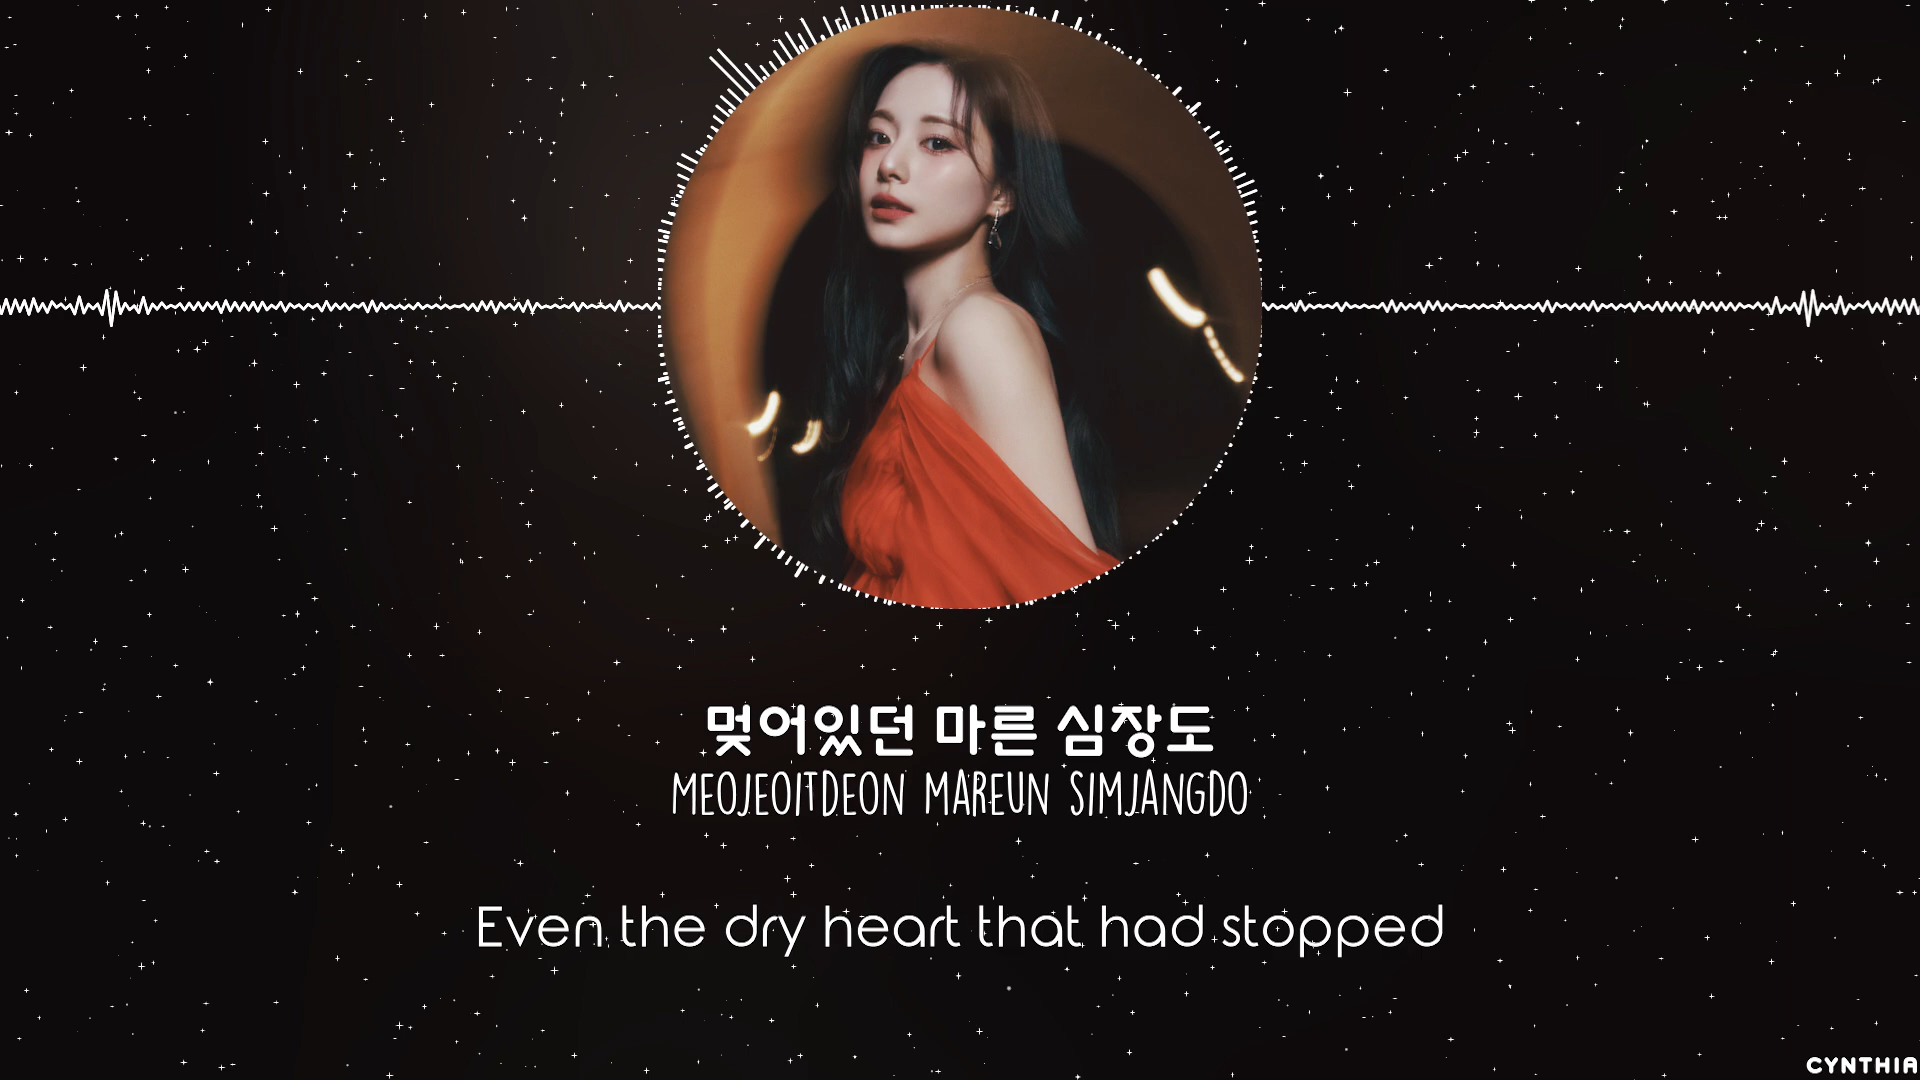 멎어있던 마른 심장도
MEOJEOITDEON MAREUN SIMJANGDO
Even the dry heart that had stopped
CYNTHIA